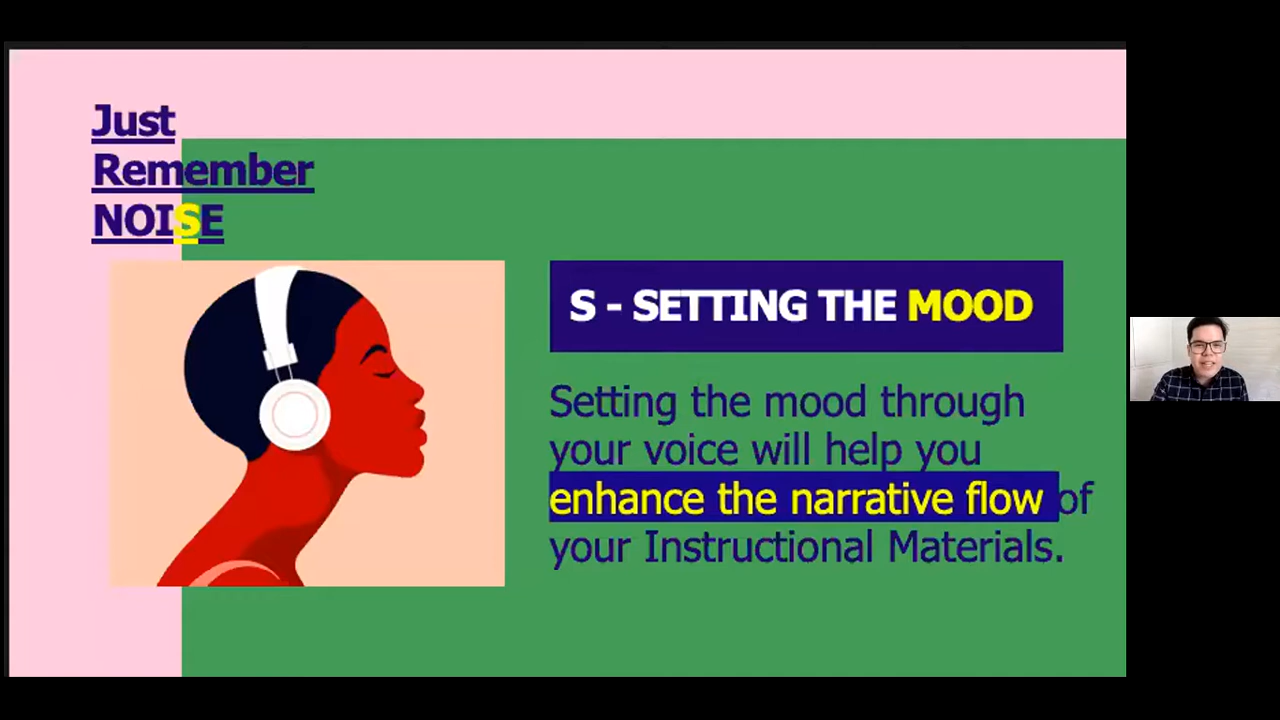 Just
Remember
NOISE
S - SETTING THE MOOD
Setting the mood through
your voice will help you
enhance the narrative flow of
your Instructional Materials.